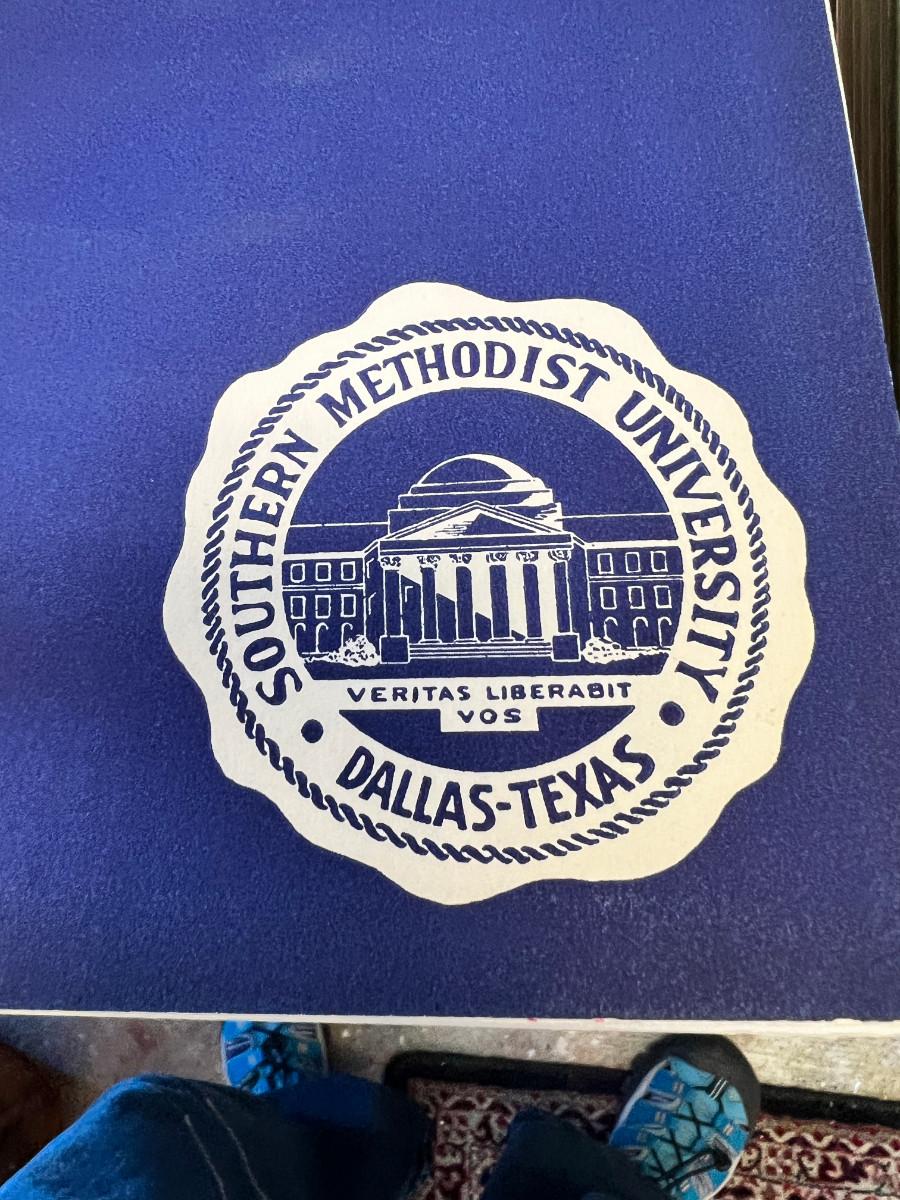 SOUTHERN METHODIST UNIVERSITY
VERITAS LIBERABIT
VOS
DALLAS-TEXAS